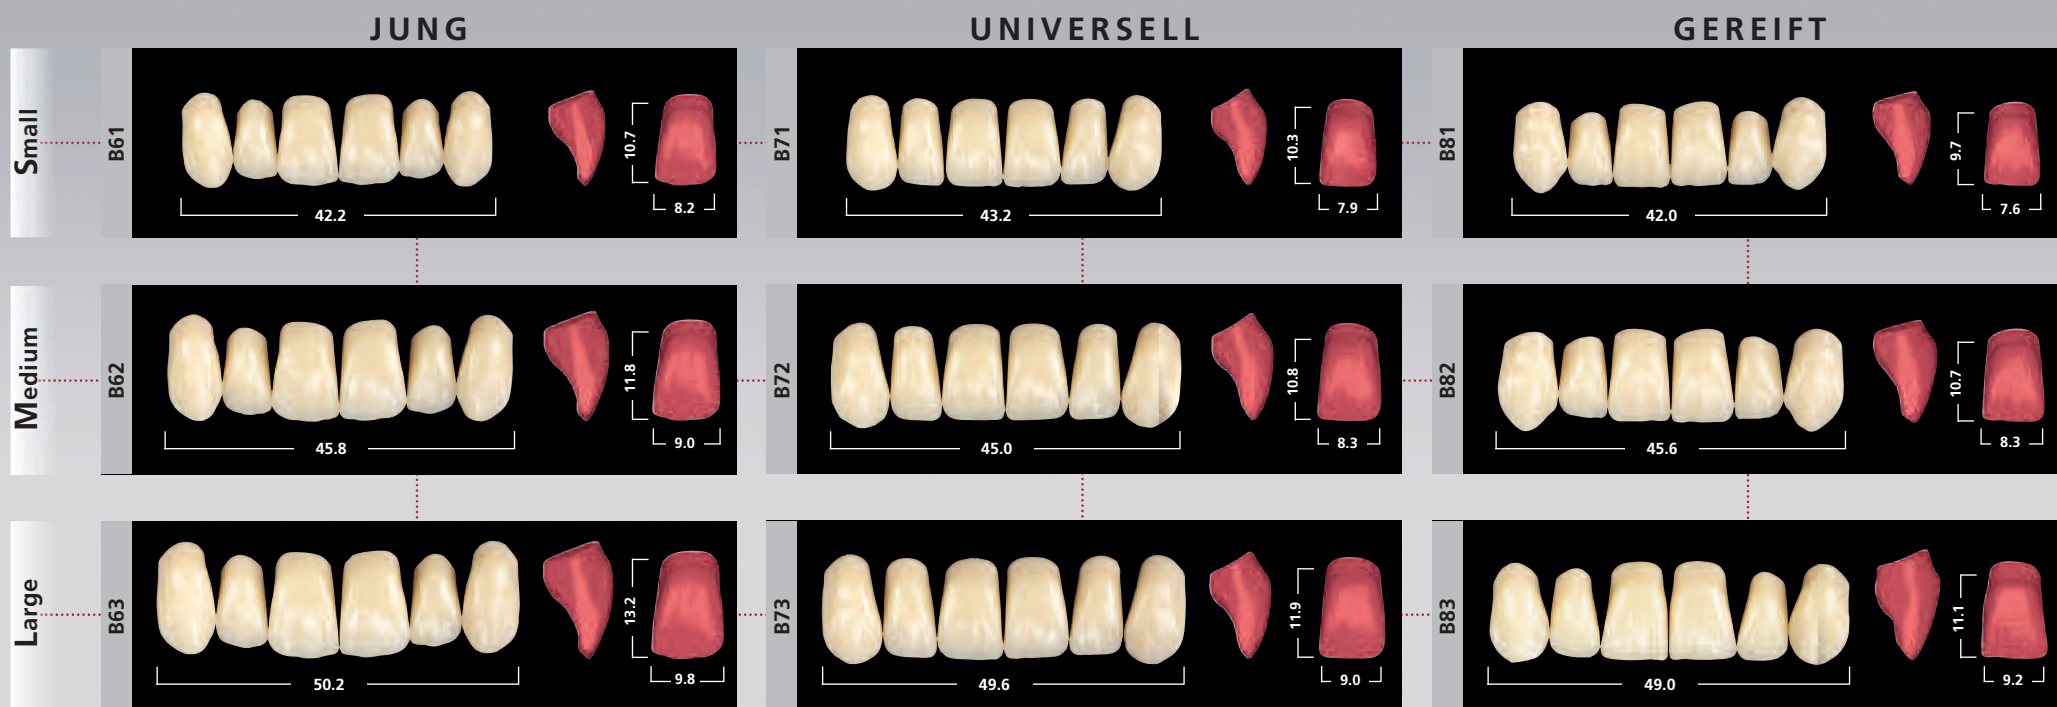 JUNG
UNIVERSELL
GEREIFT
Small
B61
42.2
10.7
8.2
B71
43.2
10.3
7.9
B81
42.0
9.7
7.6
Medium
B62
45.8
11.8
9.0
B72
45.0
10.8
8.3
B82
45.6
10.7
8.3
Large
B63
50.2
13.2
9.8
B73
49.6
11.9
9.0
B83
49.0
11.1
9.2